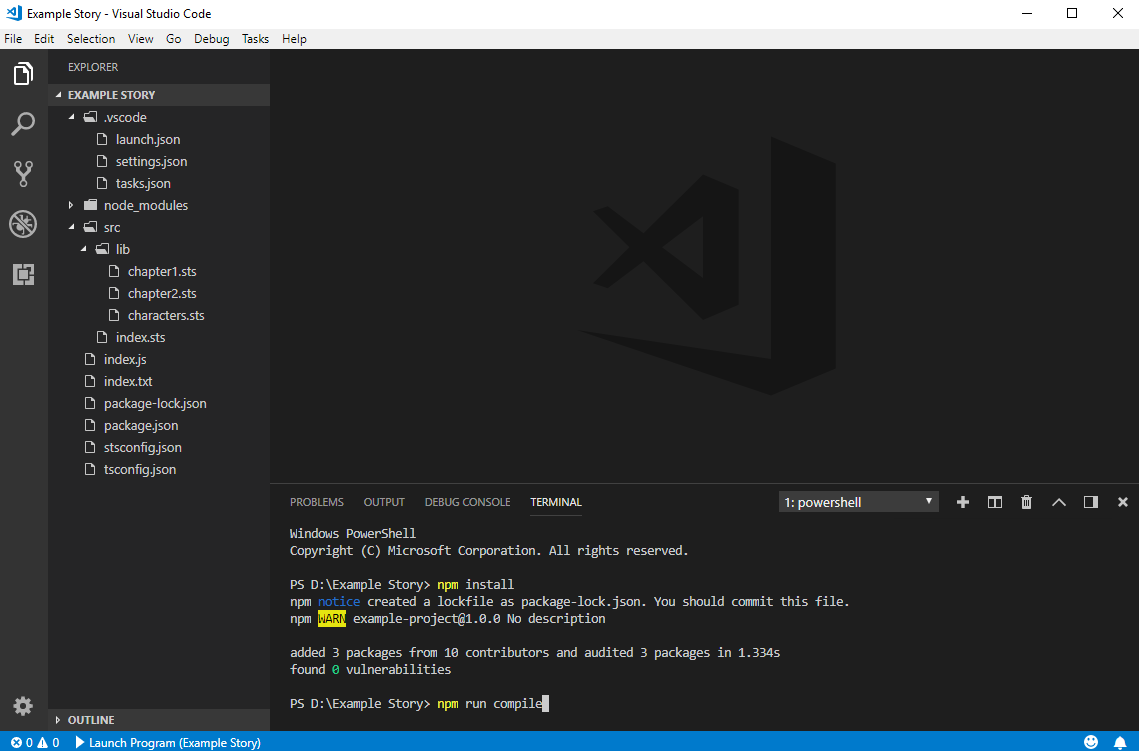 Example Story - Visual Studio Code
File Edit Selection View Go Debug Tasks Help
EXPLORER
EXAMPLE STORY
.vscode
launch.json
settings.json
tasks.json
node_modules
src
lib
chapter1.sts
chapter2.sts
characters.sts
index.sts
index.js
index.txt
package-lock.json
package.json
stsconfig.json
tsconfig.json
OUTLINE
PROBLEMS OUTPUT DEBUG CONSOLE TERMINAL 1: powershell
Windows PowerShell
Copyright (C) Microsoft Corporation. All rights reserved.
PS D:\Example Story> npm install
npm notice created a lockfile as package-lock.json. You should commit this file.
npm WARN example-project@1.0.0 No description
added 3 packages from 10 contributors and audited 3 packages in 1.334s
found 0 vulnerabilities
PS D:\Example Story> npm run compile
0 0 Launch Program (Example Story)